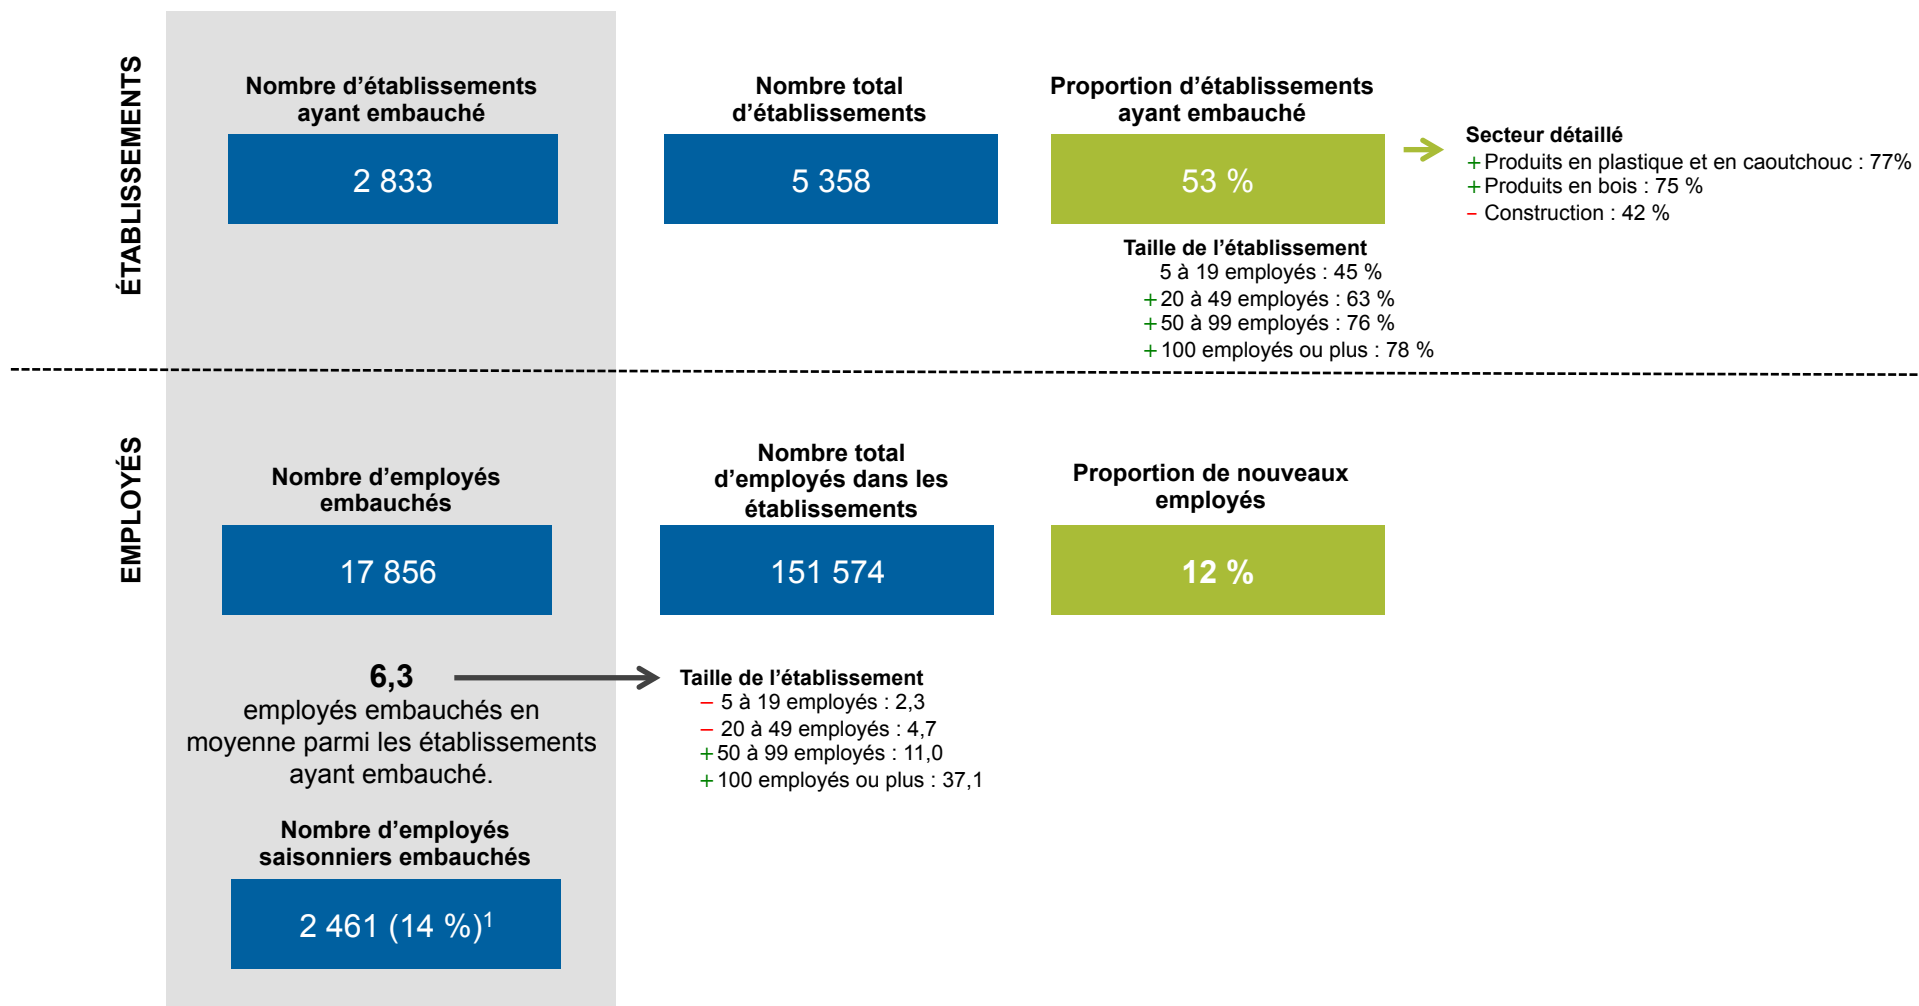 ÉTABLISSEMENTS
Nombre d’établissements
ayant embauché
2 833
Nombre total
d’établissements
5 358
Proportion d’établissements
ayant embauché
53 %
Secteur détaillé
+ Produits en plastique et en caoutchouc : 77%
+ Produits en bois : 75 %
– Construction : 42 %
Taille de l’établissement
5 à 19 employés : 45 %
+ 20 à 49 employés : 63 %
+ 50 à 99 employés : 76 %
+ 100 employés ou plus : 78 %
EMPLOYÉS
Nombre d’employés
embauchés
17 856
Nombre total
d’employés dans les
établissements
151 574
Proportion de nouveaux
employés
12 %
6,3
employés embauchés en
moyenne parmi les établissements
ayant embauché.
Taille de l’établissement
– 5 à 19 employés : 2,3
– 20 à 49 employés : 4,7
+ 50 à 99 employés : 11,0
+ 100 employés ou plus : 37,1
Nombre d’employés
saisonniers embauchés
2 461 (14 %)¹